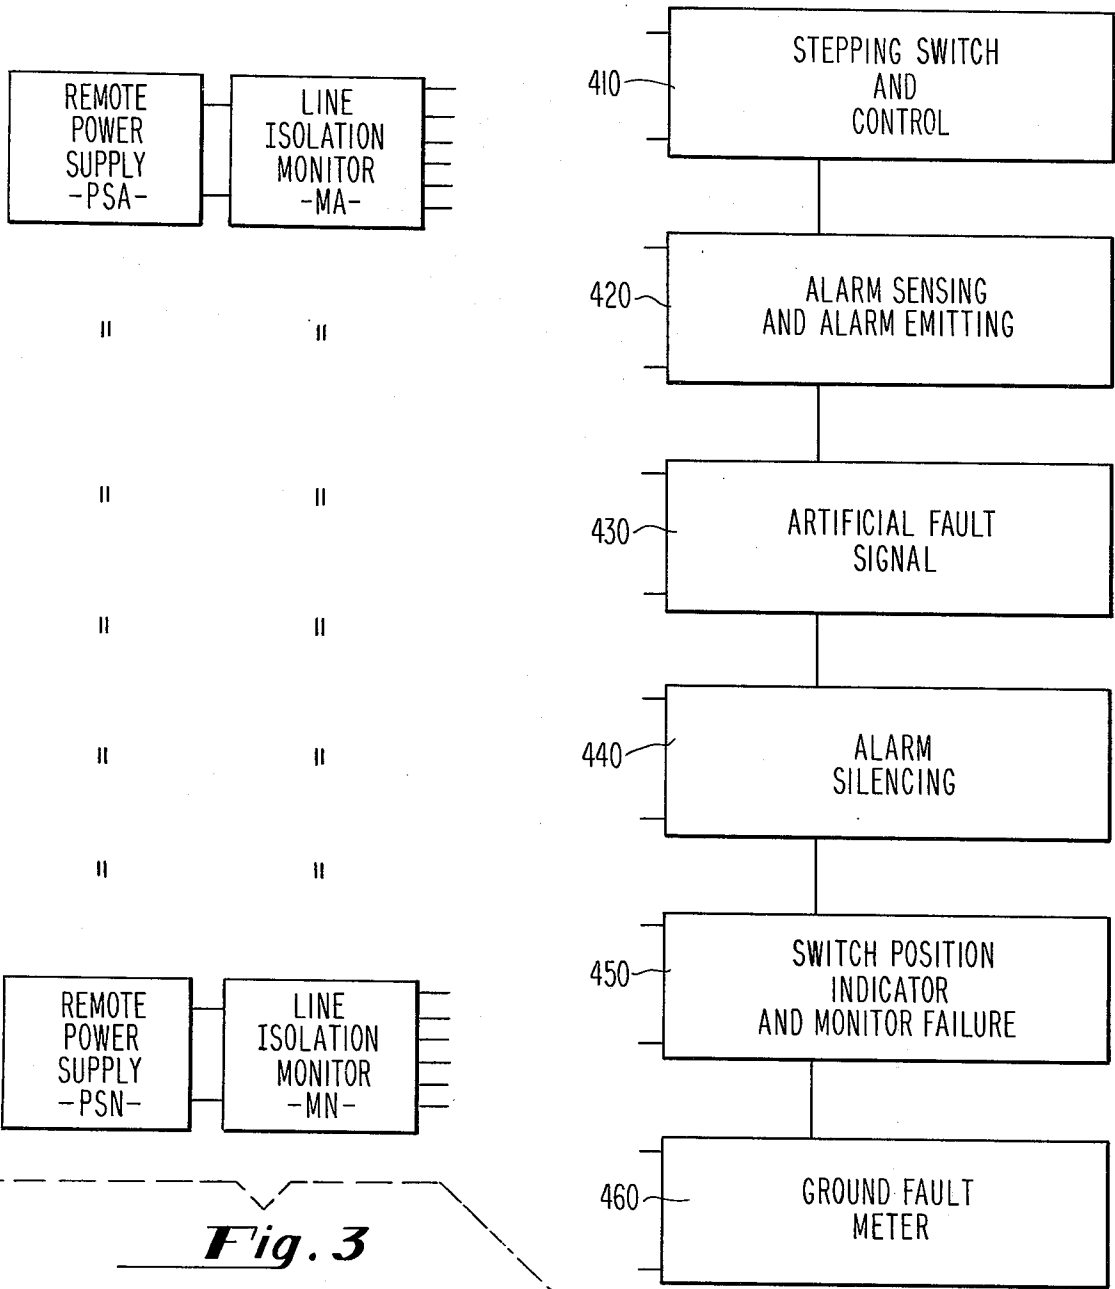 REMOTE
POWER
SUPPLY
-PSA-
LINE
ISOLATION
MONITOR
-MA-
"
"
"
"
"
"
"
"
"
"
REMOTE
POWER
SUPPLY
-PSN-
LINE
ISOLATION
MONITOR
-MN-
Fig. 3
410
STEPPING SWITCH
AND
CONTROL
420
ALARM SENSING
AND ALARM EMITTING
430
ARTIFICIAL FAULT
SIGNAL
440
ALARM
SILENCING
450
SWITCH POSITION
INDICATOR
AND MONITOR FAILURE
460
GROUND FAULT
METER